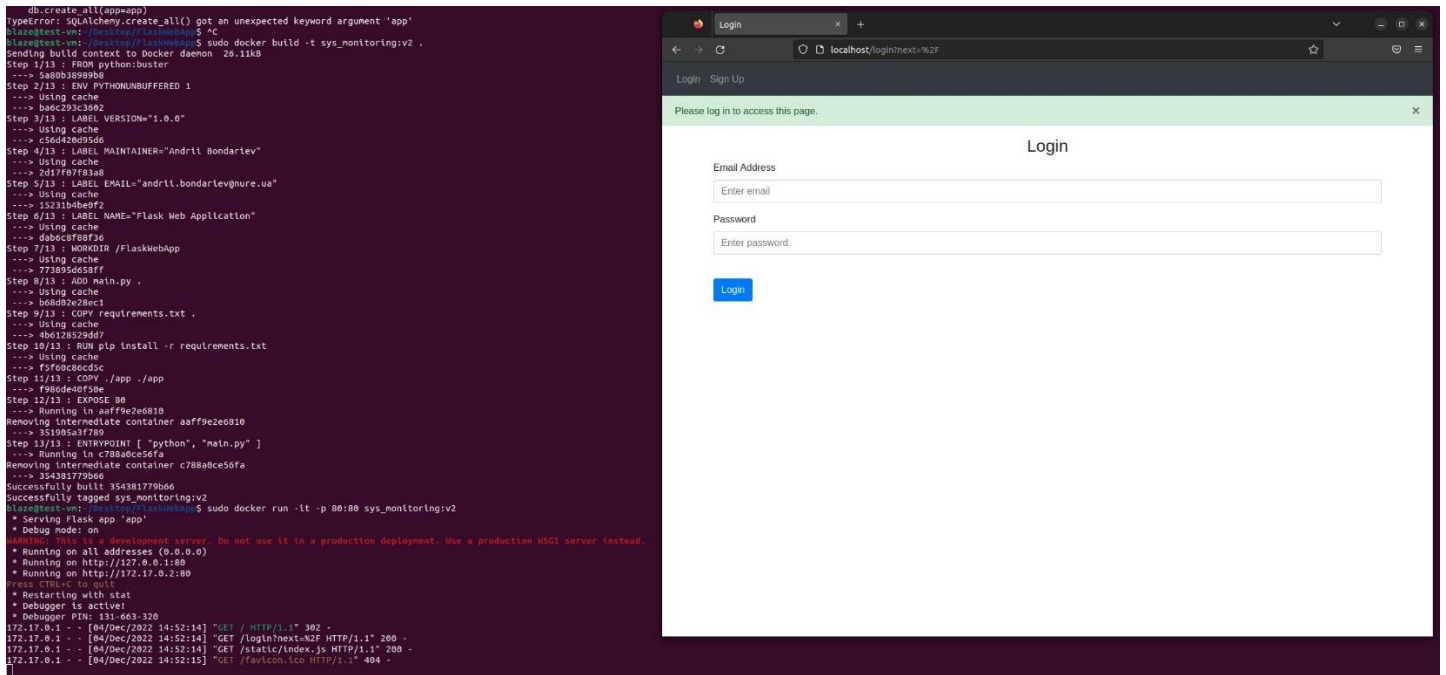 db.create_all(app=app)
TypeError: SQLAlchemy.create_all() got an unexpected keyword argument 'app'
blaze@test-vm:~/Desktop/FlaskWebApp$ ^C
blaze@test-vm:~/Desktop/FlaskWebApp$ sudo docker build -t sys_monitoring:v2 .
Sending build context to Docker daemon  26.11kB
Step 1/13 : FROM python:buster
 ---> 5a80b38989b8
Step 2/13 : ENV PYTHONUNBUFFERED 1
 ---> Using cache
 ---> ba6c293c3602
Step 3/13 : LABEL VERSION="1.0.0"
 ---> Using cache
 ---> c56d420d95d6
Step 4/13 : LABEL MAINTAINER="Andrii Bondariev"
 ---> Using cache
 ---> 2d17f07f83a8
Step 5/13 : LABEL EMAIL="andrii.bondariev@nure.ua"
 ---> Using cache
 ---> 15231b4be0f2
Step 6/13 : LABEL NAME="Flask Web Application"
 ---> Using cache
 ---> dab6c8f88f36
Step 7/13 : WORKDIR /FlaskWebApp
 ---> Using cache
 ---> 773895d658ff
Step 8/13 : ADD main.py .
 ---> Using cache
 ---> b68d02e28ec1
Step 9/13 : COPY requirements.txt .
 ---> Using cache
 ---> 4b6128529dd7
Step 10/13 : RUN pip install -r requirements.txt
 ---> Using cache
 ---> f5f60c86cd5c
Step 11/13 : COPY ./app ./app
 ---> f986de40f50e
Step 12/13 : EXPOSE 80
 ---> Running in aaff9e2e6810
Removing intermediate container aaff9e2e6810
 ---> 351905a3f789
Step 13/13 : ENTRYPOINT [ "python", "main.py" ]
 ---> Running in c788a0ce56fa
Removing intermediate container c788a0ce56fa
 ---> 354381779b66
Successfully built 354381779b66
Successfully tagged sys_monitoring:v2
blaze@test-vm:~/Desktop/FlaskWebApp$ sudo docker run -it -p 80:80 sys_monitoring:v2
 * Serving Flask app 'app'
 * Debug mode: on
WARNING: This is a development server. Do not use it in a production deployment. Use a production WSGI server instead.
 * Running on all addresses (0.0.0.0)
 * Running on http://127.0.0.1:80
 * Running on http://172.17.0.2:80
Press CTRL+C to quit
 * Restarting with stat
 * Debugger is active!
 * Debugger PIN: 131-663-320
172.17.0.1 - - [04/Dec/2022 14:52:14] "GET / HTTP/1.1" 302 -
172.17.0.1 - - [04/Dec/2022 14:52:14] "GET /login?next=%2F HTTP/1.1" 200 -
172.17.0.1 - - [04/Dec/2022 14:52:14] "GET /static/index.js HTTP/1.1" 200 -
172.17.0.1 - - [04/Dec/2022 14:52:15] "GET /favicon.ico HTTP/1.1" 404 -
Login
localhost/login?next=%2F
Login Sign Up
Please log in to access this page.
Login
Email Address
Enter email
Password
Enter password
Login